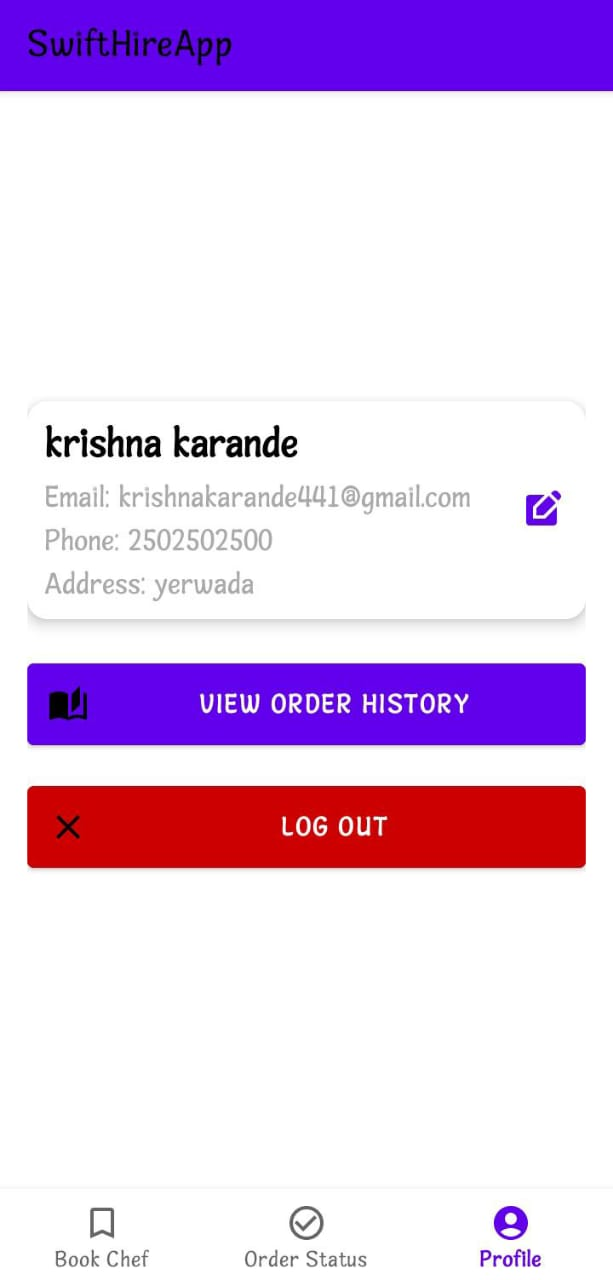 SwiftHireApp
krishna karande
Email: krishnakarande441@gmail.com
Phone: 2502502500
Address: yerwada
VIEW ORDER HISTORY
LOG OUT
Book Chef
Order Status
Profile